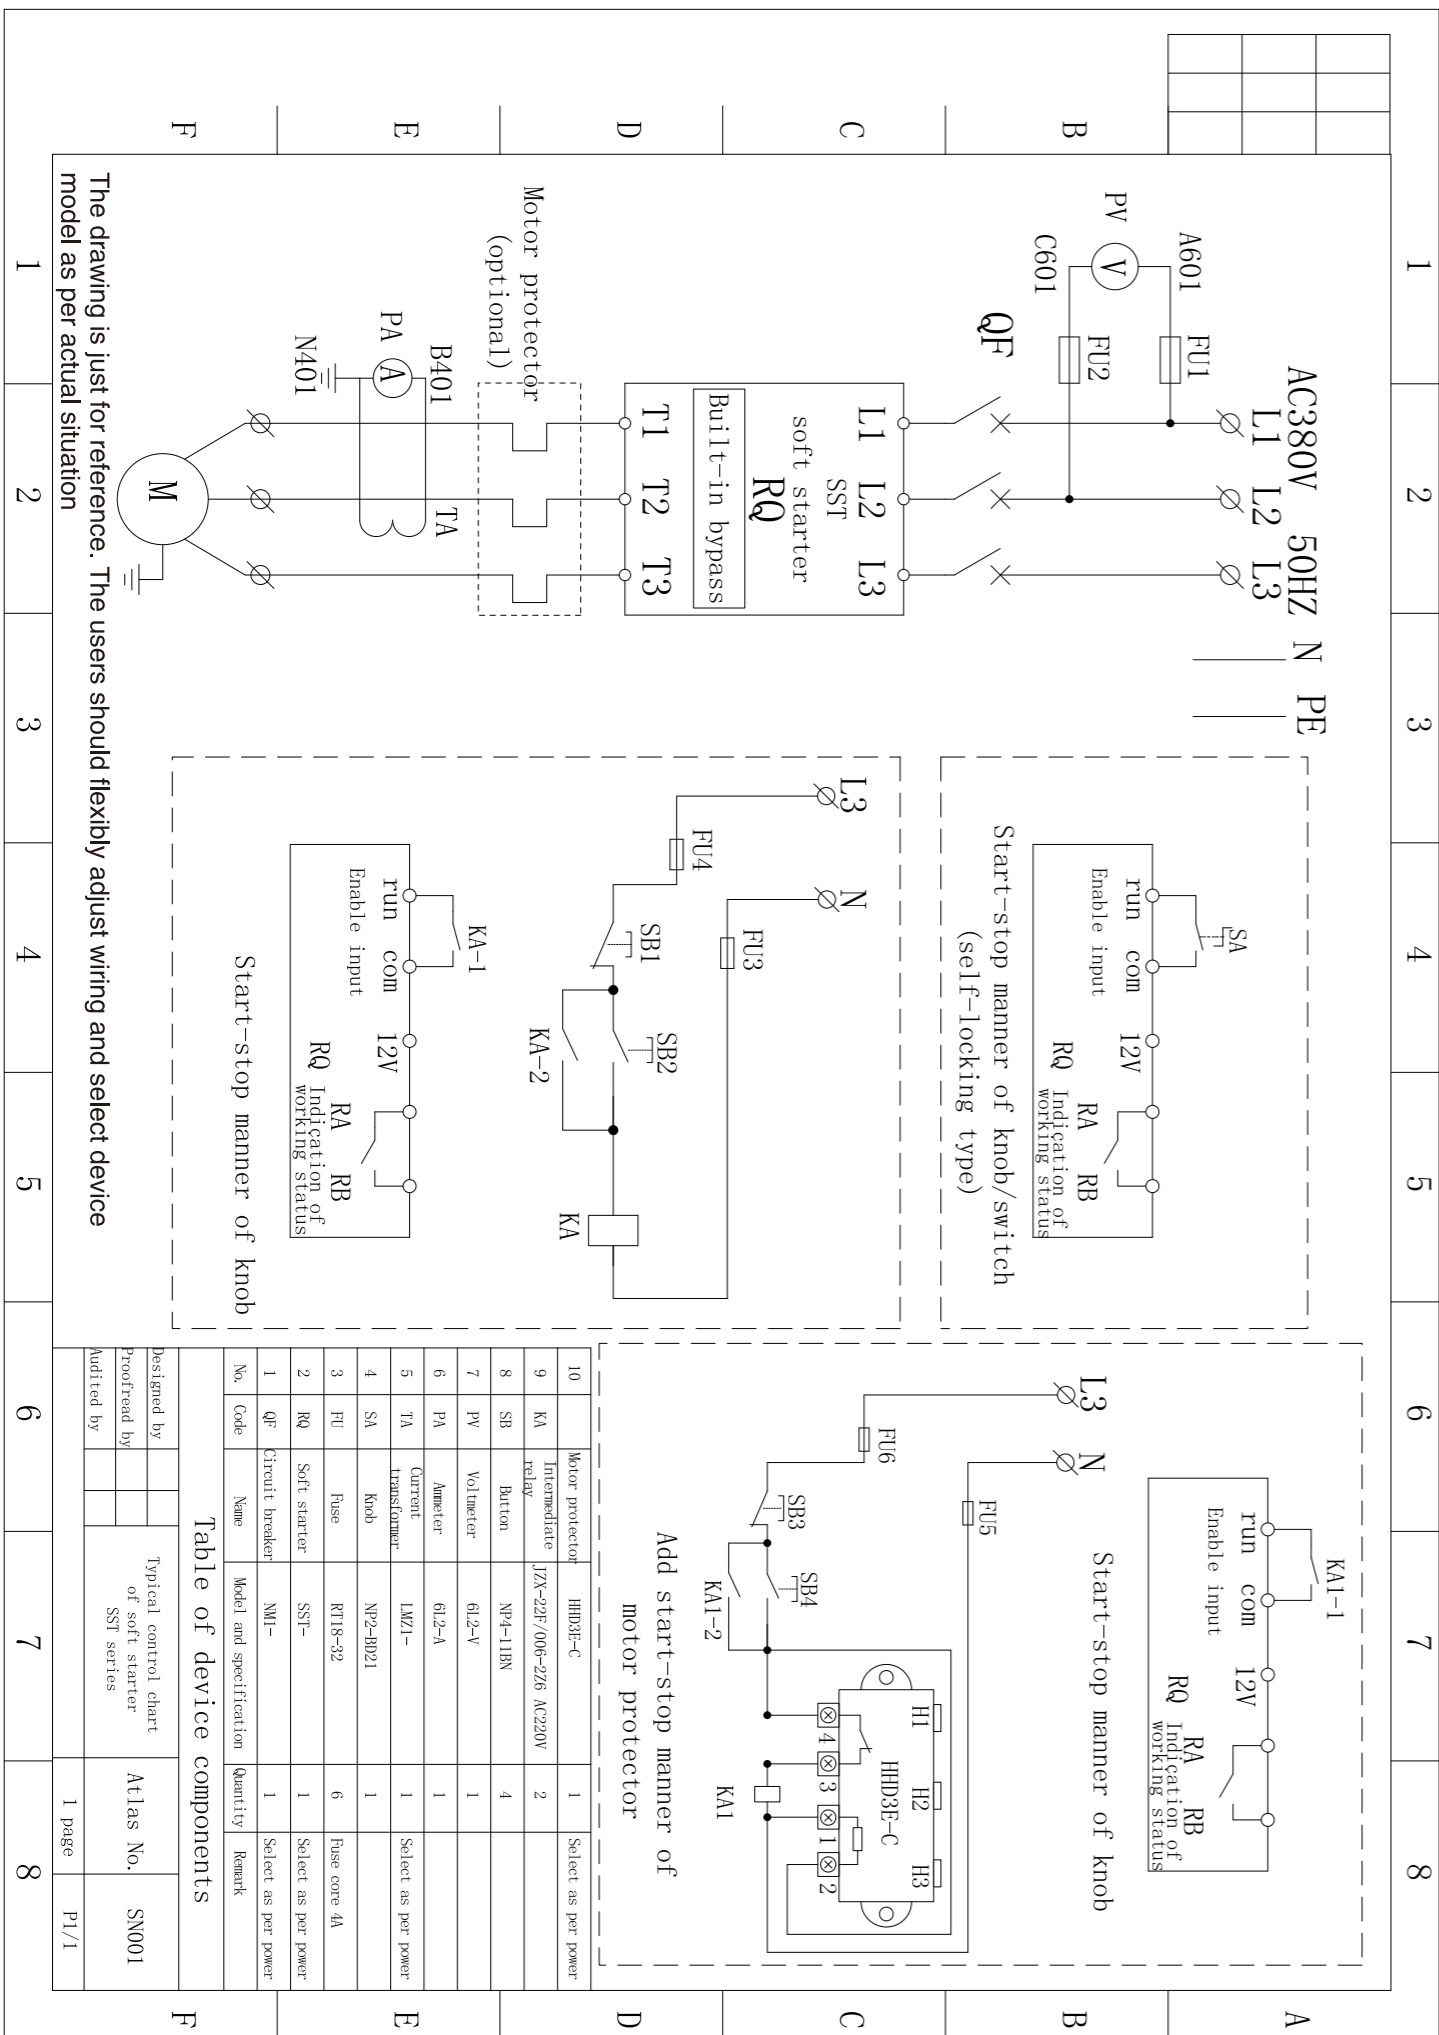 1
2
3
4
5
6
7
8
B
C
D
E
F
AC380V 50HZ N PE
L1 L2 L3
A601
FU1
PV
V
C601
FU2
QF
L1 L2 L3
SST
soft starter
RQ
Built-in bypass
T1 T2 T3
Motor protector
(optional)
B401
TA
PA
A
N401
M
The drawing is just for reference. The users should flexibly adjust wiring and select device
model as per actual situation
SA
run com 12V RA RB
Enable input
RQ
Indication of
working status
Start-stop manner of knob/switch
(self-locking type)
L3 N
FU3
FU4
SB1
SB2
KA-2
KA
KA-1
run com 12V RA RB
Enable input
RQ
Indication of
working status
Start-stop manner of knob
KA1-1
run com 12V RA RB
Enable input
RQ
Indication of
working status
Start-stop manner of knob
L3 N
FU5
FU6
SB3
SB4
KA1-2
H1 H2 H3
HHD3E-C
4 3 1 2
KA1
Add start-stop manner of
motor protector
10 Motor protector HHD3E-C 1 Select as per power
9 KA Intermediate relay JZX-22F/006-2Z6 AC220V 2
8 SB Button NP4-11BN 4
7 PV Voltmeter 6L2-V 1
6 PA Ammeter 6L2-A 1
5 TA Current transformer LMZ1- 1 Select as per power
4 SA Knob NP2-BD21 1
3 FU Fuse RT18-32 6 Fuse core 4A
2 RQ Soft starter SST- 1 Select as per power
1 QF Circuit breaker NM1- 1 Select as per power
No. Code Name Model and specification Quantity Remark
Table of device components
Designed by
Proofread by
Audited by
Typical control chart
of soft starter
SST series
Atlas No. SN001
1 page P1/1
A
B
C
D
E
F
1
2
3
4
5
6
7
8